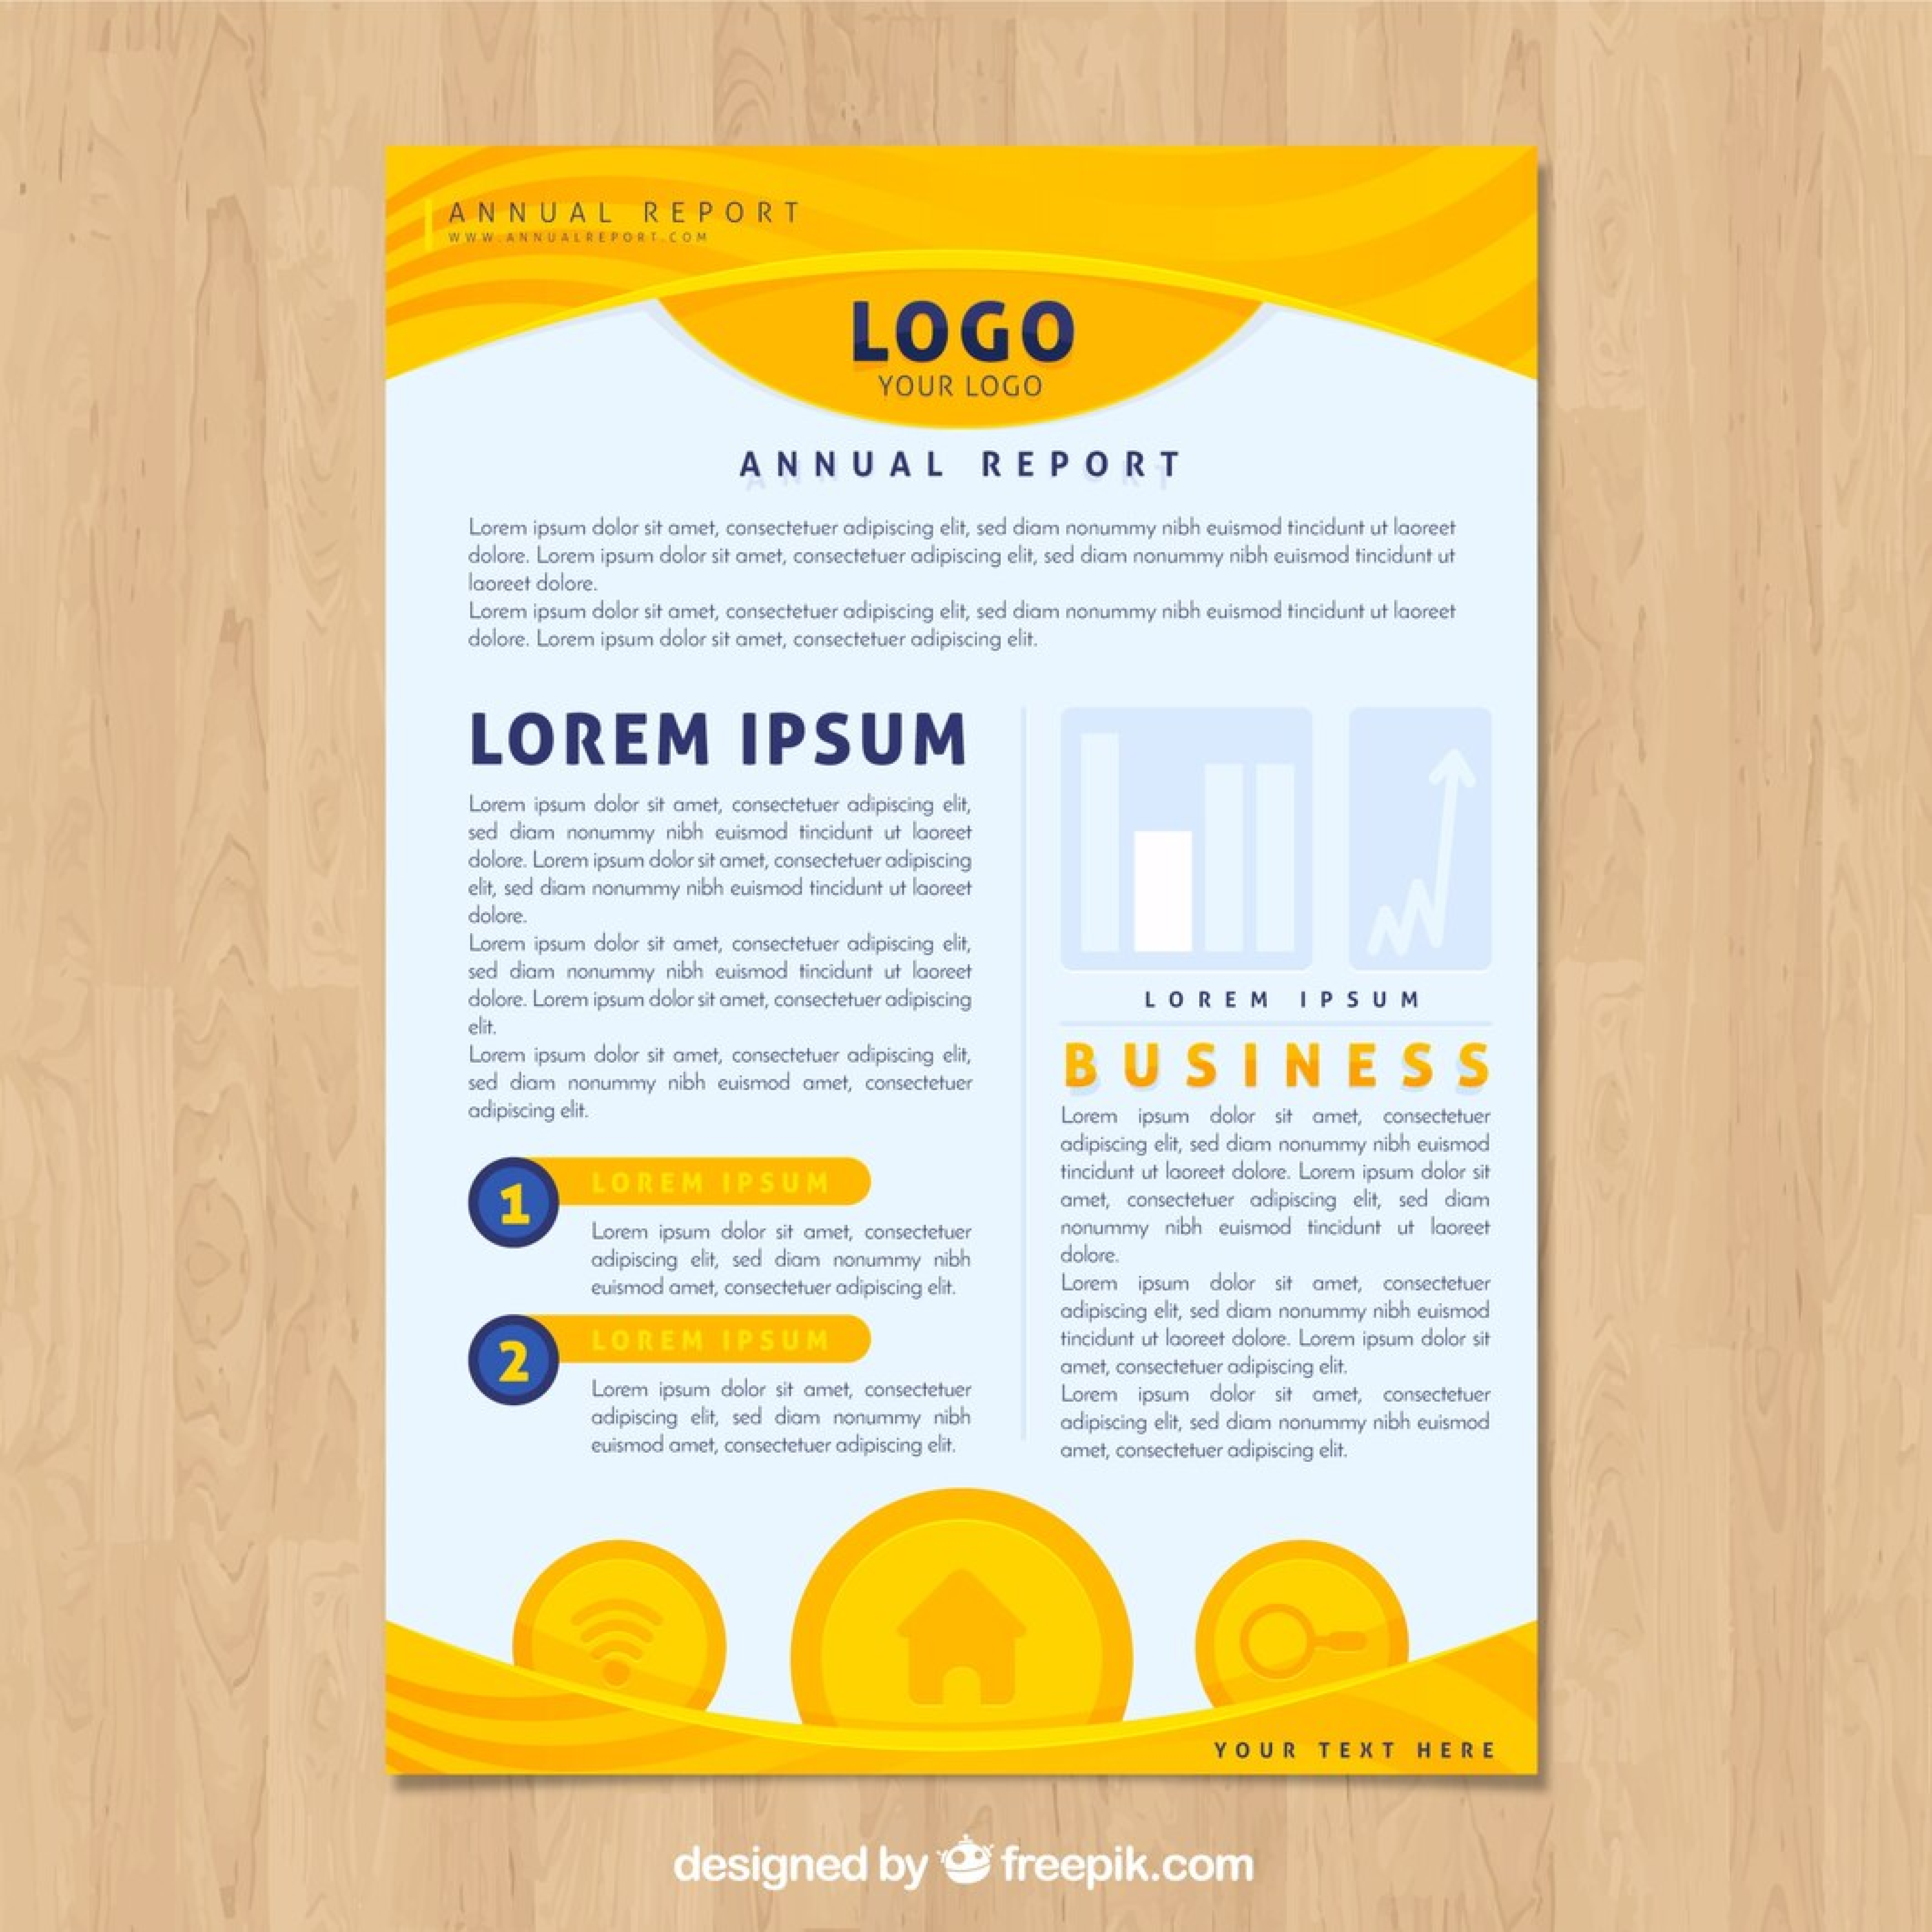 ANNUAL REPORT
WWW.ANNUALREPORT.COM
LOGO
YOUR LOGO
ANNUAL REPORT
Lorem ipsum dolor sit amet, consectetuer adipiscing elit, sed diam nonummy nibh euismod tincidunt ut laoreet
dolore. Lorem ipsum dolor sit amet, consectetuer adipiscing elit, sed diam nonummy nibh euismod tincidunt ut
laoreet dolore.
Lorem ipsum dolor sit amet, consectetuer adipiscing elit, sed diam nonummy nibh euismod tincidunt ut laoreet
dolore. Lorem ipsum dolor sit amet, consectetuer adipiscing elit.
LOREM IPSUM
Lorem ipsum dolor sit amet, consectetuer adipiscing elit,
sed diam nonummy nibh euismod tincidunt ut laoreet
dolore. Lorem ipsum dolor sit amet, consectetuer adipiscing
elit, sed diam nonummy nibh euismod tincidunt ut laoreet
dolore.
Lorem ipsum dolor sit amet, consectetuer adipiscing elit,
sed diam nonummy nibh euismod tincidunt ut laoreet
dolore. Lorem ipsum dolor sit amet, consectetuer adipiscing
elit.
Lorem ipsum dolor sit amet, consectetuer adipiscing elit,
sed diam nonummy nibh euismod amet, consectetuer
adipiscing elit.
1 LOREM IPSUM
Lorem ipsum dolor sit amet, consectetuer
adipiscing elit, sed diam nonummy nibh
euismod amet, consectetuer adipiscing elit.
2 LOREM IPSUM
Lorem ipsum dolor sit amet, consectetuer
adipiscing elit, sed diam nonummy nibh
euismod amet, consectetuer adipiscing elit.
LOREM IPSUM
BUSINESS
Lorem ipsum dolor sit amet, consectetuer
adipiscing elit, sed diam nonummy nibh euismod
tincidunt ut laoreet dolore. Lorem ipsum dolor sit
amet, consectetuer adipiscing elit, sed diam
nonummy nibh euismod tincidunt ut laoreet
dolore.
Lorem ipsum dolor sit amet, consectetuer
adipiscing elit, sed diam nonummy nibh euismod
tincidunt ut laoreet dolore. Lorem ipsum dolor sit
amet, consectetuer adipiscing elit.
Lorem ipsum dolor sit amet, consectetuer
adipiscing elit, sed diam nonummy nibh euismod
amet, consectetuer adipiscing elit.
YOUR TEXT HERE
designed by freepik.com